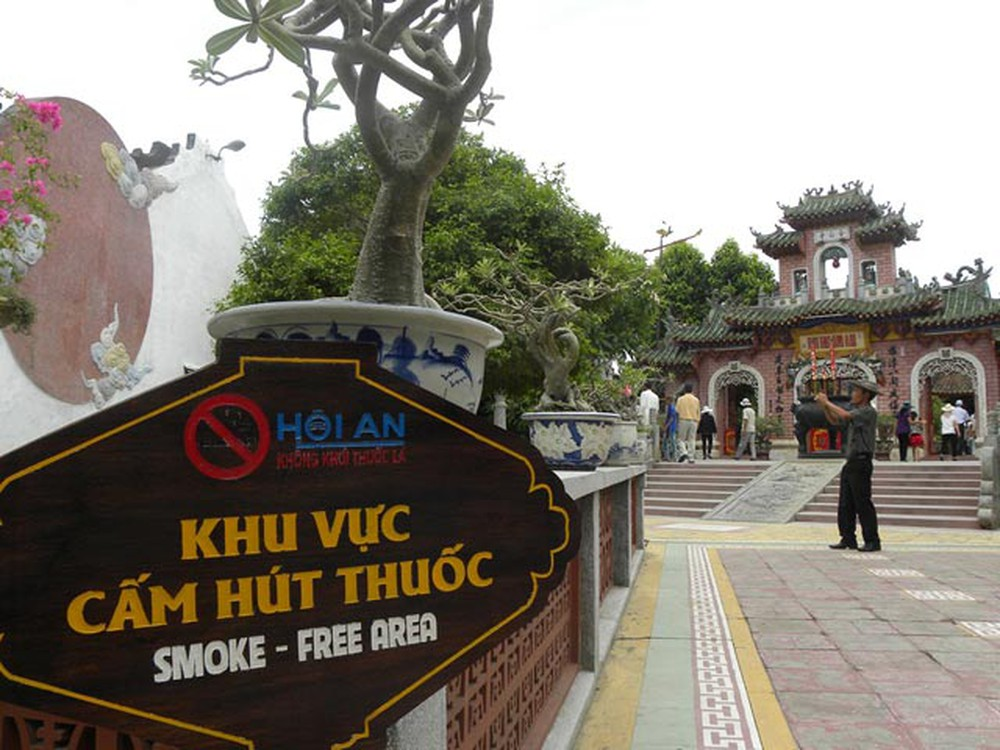 HỘI AN
KHÔNG KHÓI THUỐC LÁ
KHU VỰC
CẤM HÚT THUỐC
SMOKE - FREE AREA